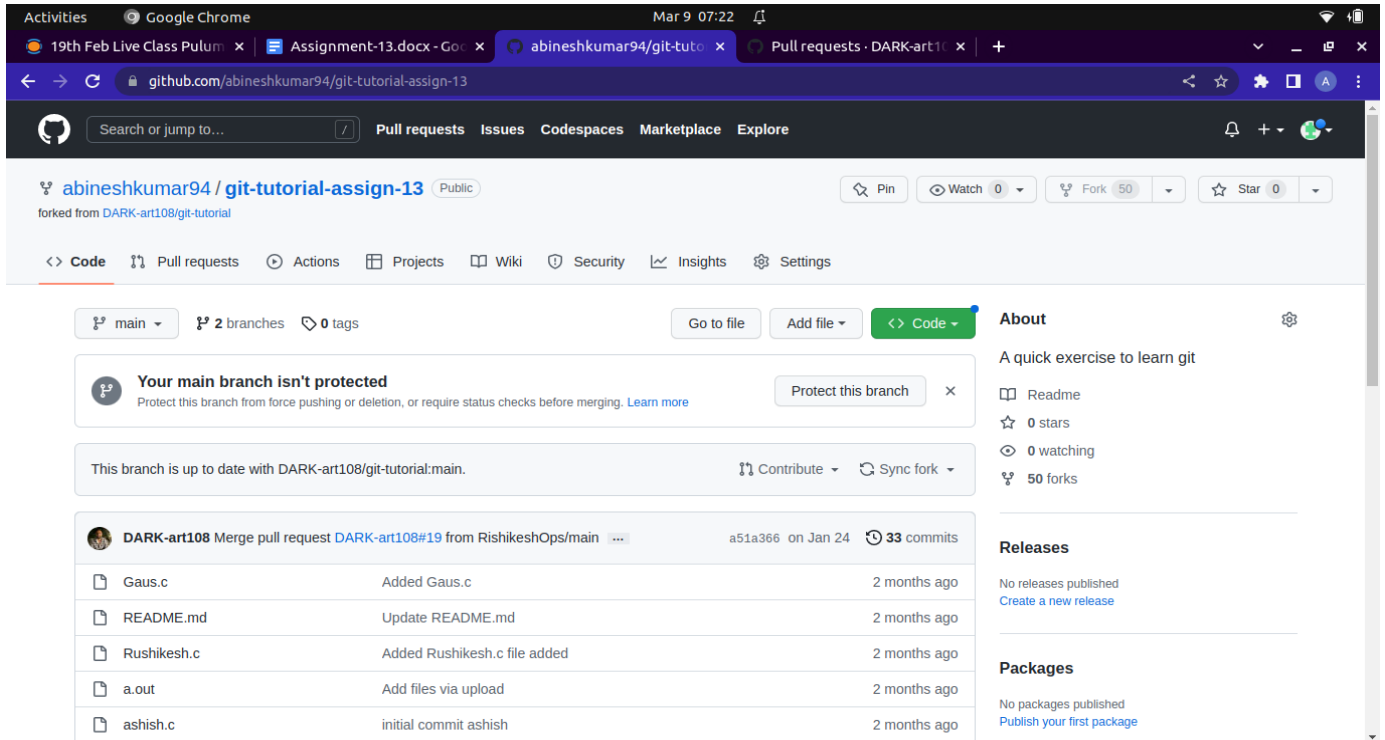 Activities Google Chrome Mar 9 07:22
19th Feb Live Class Pulum Assignment-13.docx - Goo abineshkumar94/git-tuto Pull requests · DARK-art10
github.com/abineshkumar94/git-tutorial-assign-13 A
Search or jump to... / Pull requests Issues Codespaces Marketplace Explore
abineshkumar94 / git-tutorial-assign-13 Public Pin Watch 0 Fork 50 Star 0
forked from DARK-art108/git-tutorial
Code Pull requests Actions Projects Wiki Security Insights Settings
main 2 branches 0 tags Go to file Add file Code
About
A quick exercise to learn git
Your main branch isn't protected
Protect this branch from force pushing or deletion, or require status checks before merging. Learn more
Protect this branch
Readme
0 stars
0 watching
50 forks
This branch is up to date with DARK-art108/git-tutorial:main. Contribute Sync fork
DARK-art108 Merge pull request DARK-art108#19 from RishikeshOps/main ... a51a366 on Jan 24 33 commits
Gaus.c Added Gaus.c 2 months ago
README.md Update README.md 2 months ago
Rushikesh.c Added Rushikesh.c file added 2 months ago
a.out Add files via upload 2 months ago
ashish.c initial commit ashish 2 months ago
Releases
No releases published
Create a new release
Packages
No packages published
Publish your first package